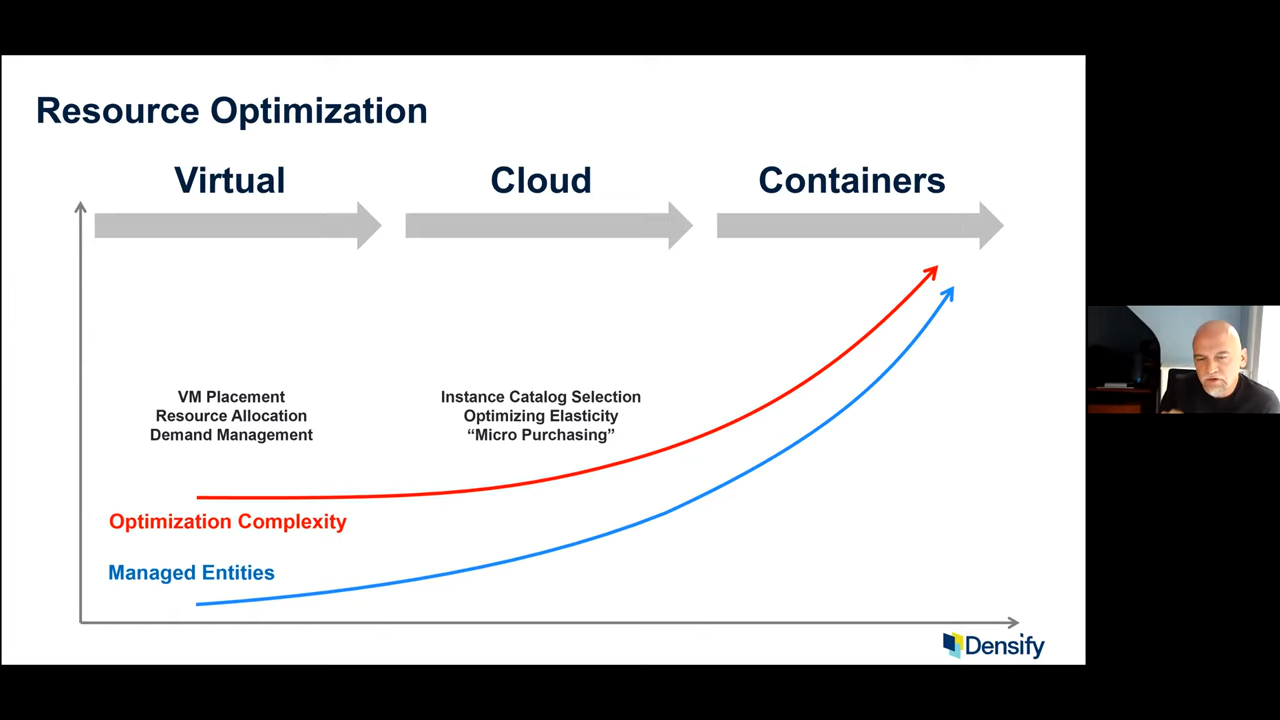 Resource Optimization
Virtual
Cloud
Containers
VM Placement
Resource Allocation
Demand Management
Instance Catalog Selection
Optimizing Elasticity
“Micro Purchasing”
Optimization Complexity
Managed Entities
Densify